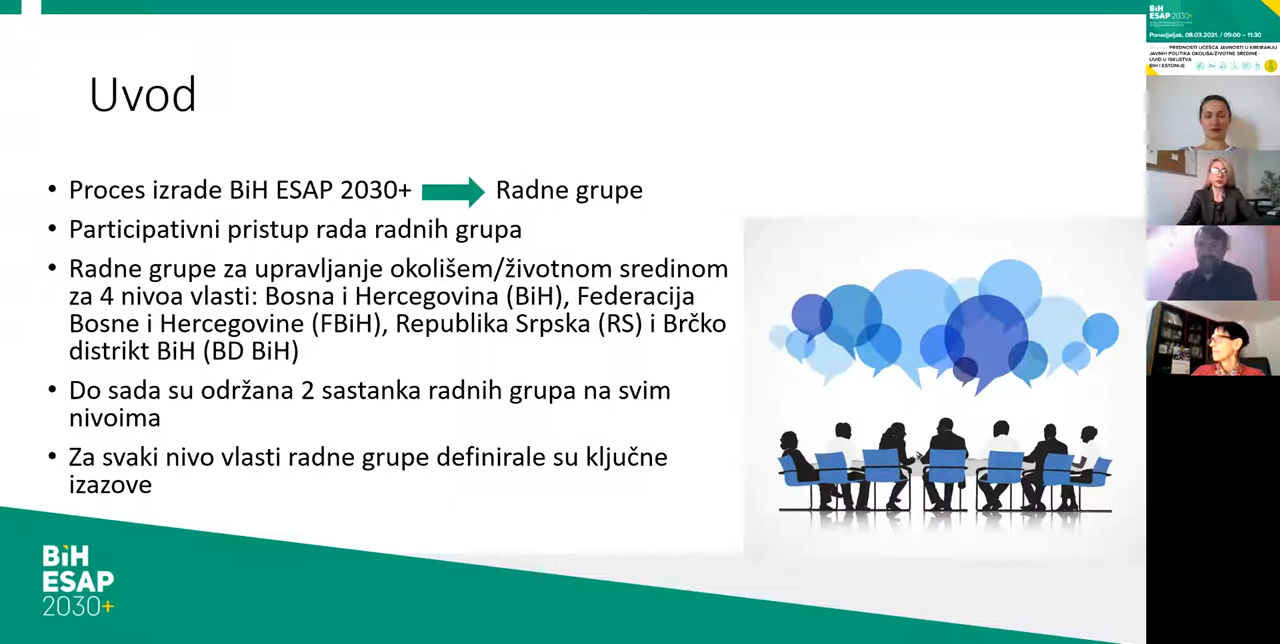 Uvod
• Proces izrade BiH ESAP 2030+ Radne grupe
• Participativni pristup rada radnih grupa
• Radne grupe za upravljanje okolišem/životnom sredinom
za 4 nivoa vlasti: Bosna i Hercegovina (BiH), Federacija
Bosne i Hercegovine (FBiH), Republika Srpska (RS) i Brčko
distrikt BiH (BD BiH)
• Do sada su održana 2 sastanka radnih grupa na svim
nivoima
• Za svaki nivo vlasti radne grupe definirale su ključne
izazove
BiH
ESAP
2030+
BiH
ESAP 2030+
Ponedjeljak, 08.03.2021. / 09:00 – 11:30
PREDNOSTI UČEŠĆA JAVNOSTI U KREIRANJU
JAVNIH POLITIKA OKOLIŠA/ŽIVOTNE SREDINE -
UVID U ISKUSTVA
BIH I ESTONIJE